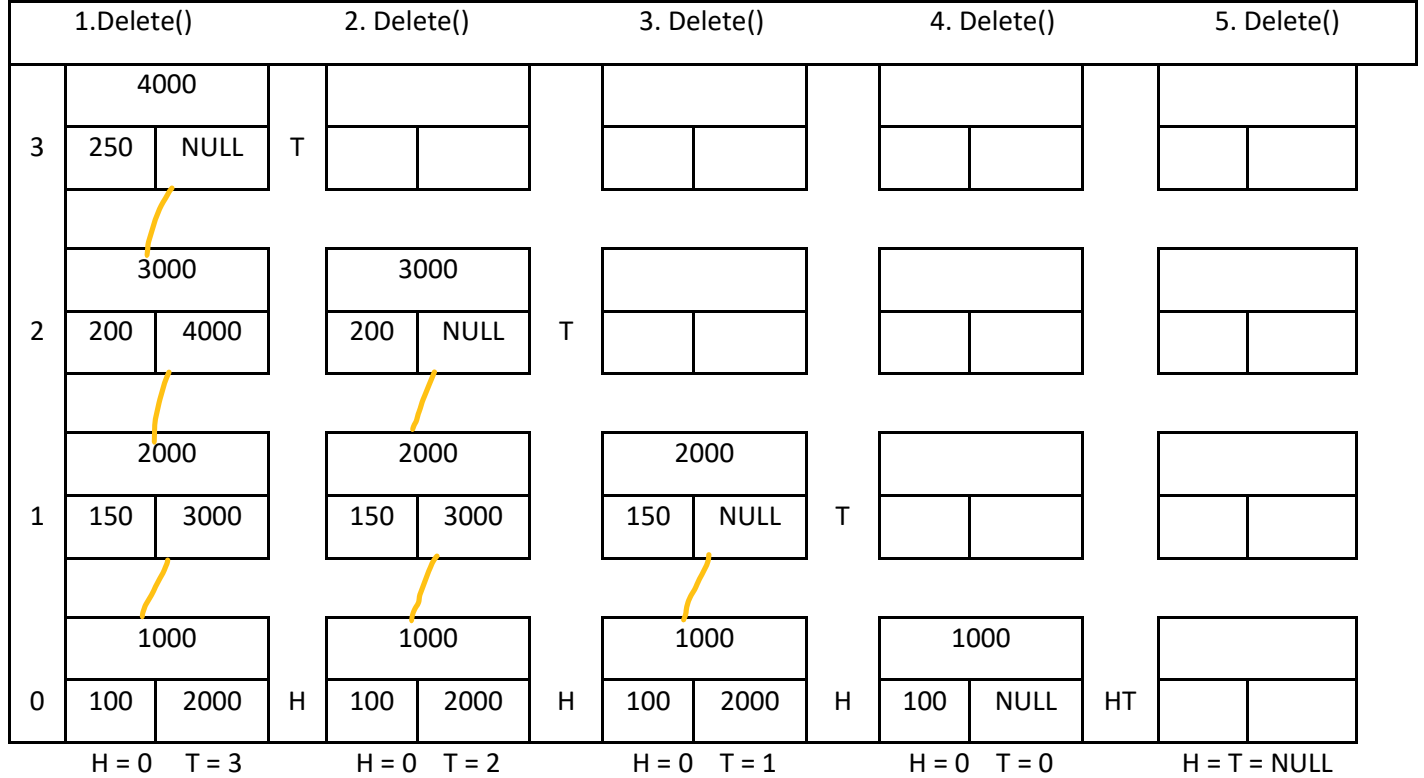 1.Delete() 2. Delete() 3. Delete() 4. Delete() 5. Delete()
4000
3 250 NULL T
3000 3000
2 200 4000 200 NULL T
2000 2000 2000
1 150 3000 150 3000 150 NULL T
1000 1000 1000 1000
0 100 2000 H 100 2000 H 100 2000 H 100 NULL HT
H = 0 T = 3 H = 0 T = 2 H = 0 T = 1 H = 0 T = 0 H = T = NULL